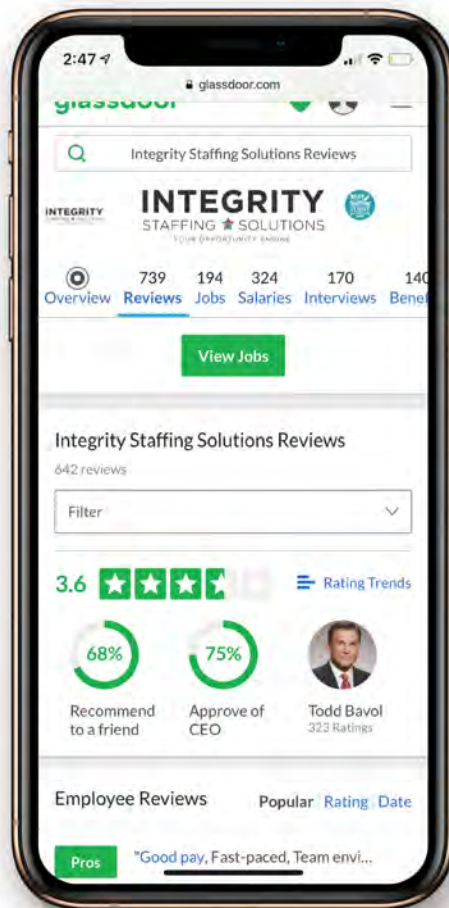 2:47
glassdoor.com
glassdoor
Integrity Staffing Solutions Reviews
INTEGRITY
INTEGRITY
STAFFING SOLUTIONS
YOUR OPPORTUNITY ENGINE
739 194 324 170 140
Overview Reviews Jobs Salaries Interviews Benef
View Jobs
Integrity Staffing Solutions Reviews
642 reviews
Filter
3.6 Rating Trends
68% 75%
Recommend to a friend
Approve of CEO
Todd Bavol
323 Ratings
Employee Reviews Popular Rating Date
Pros "Good pay, Fast-paced, Team envi...